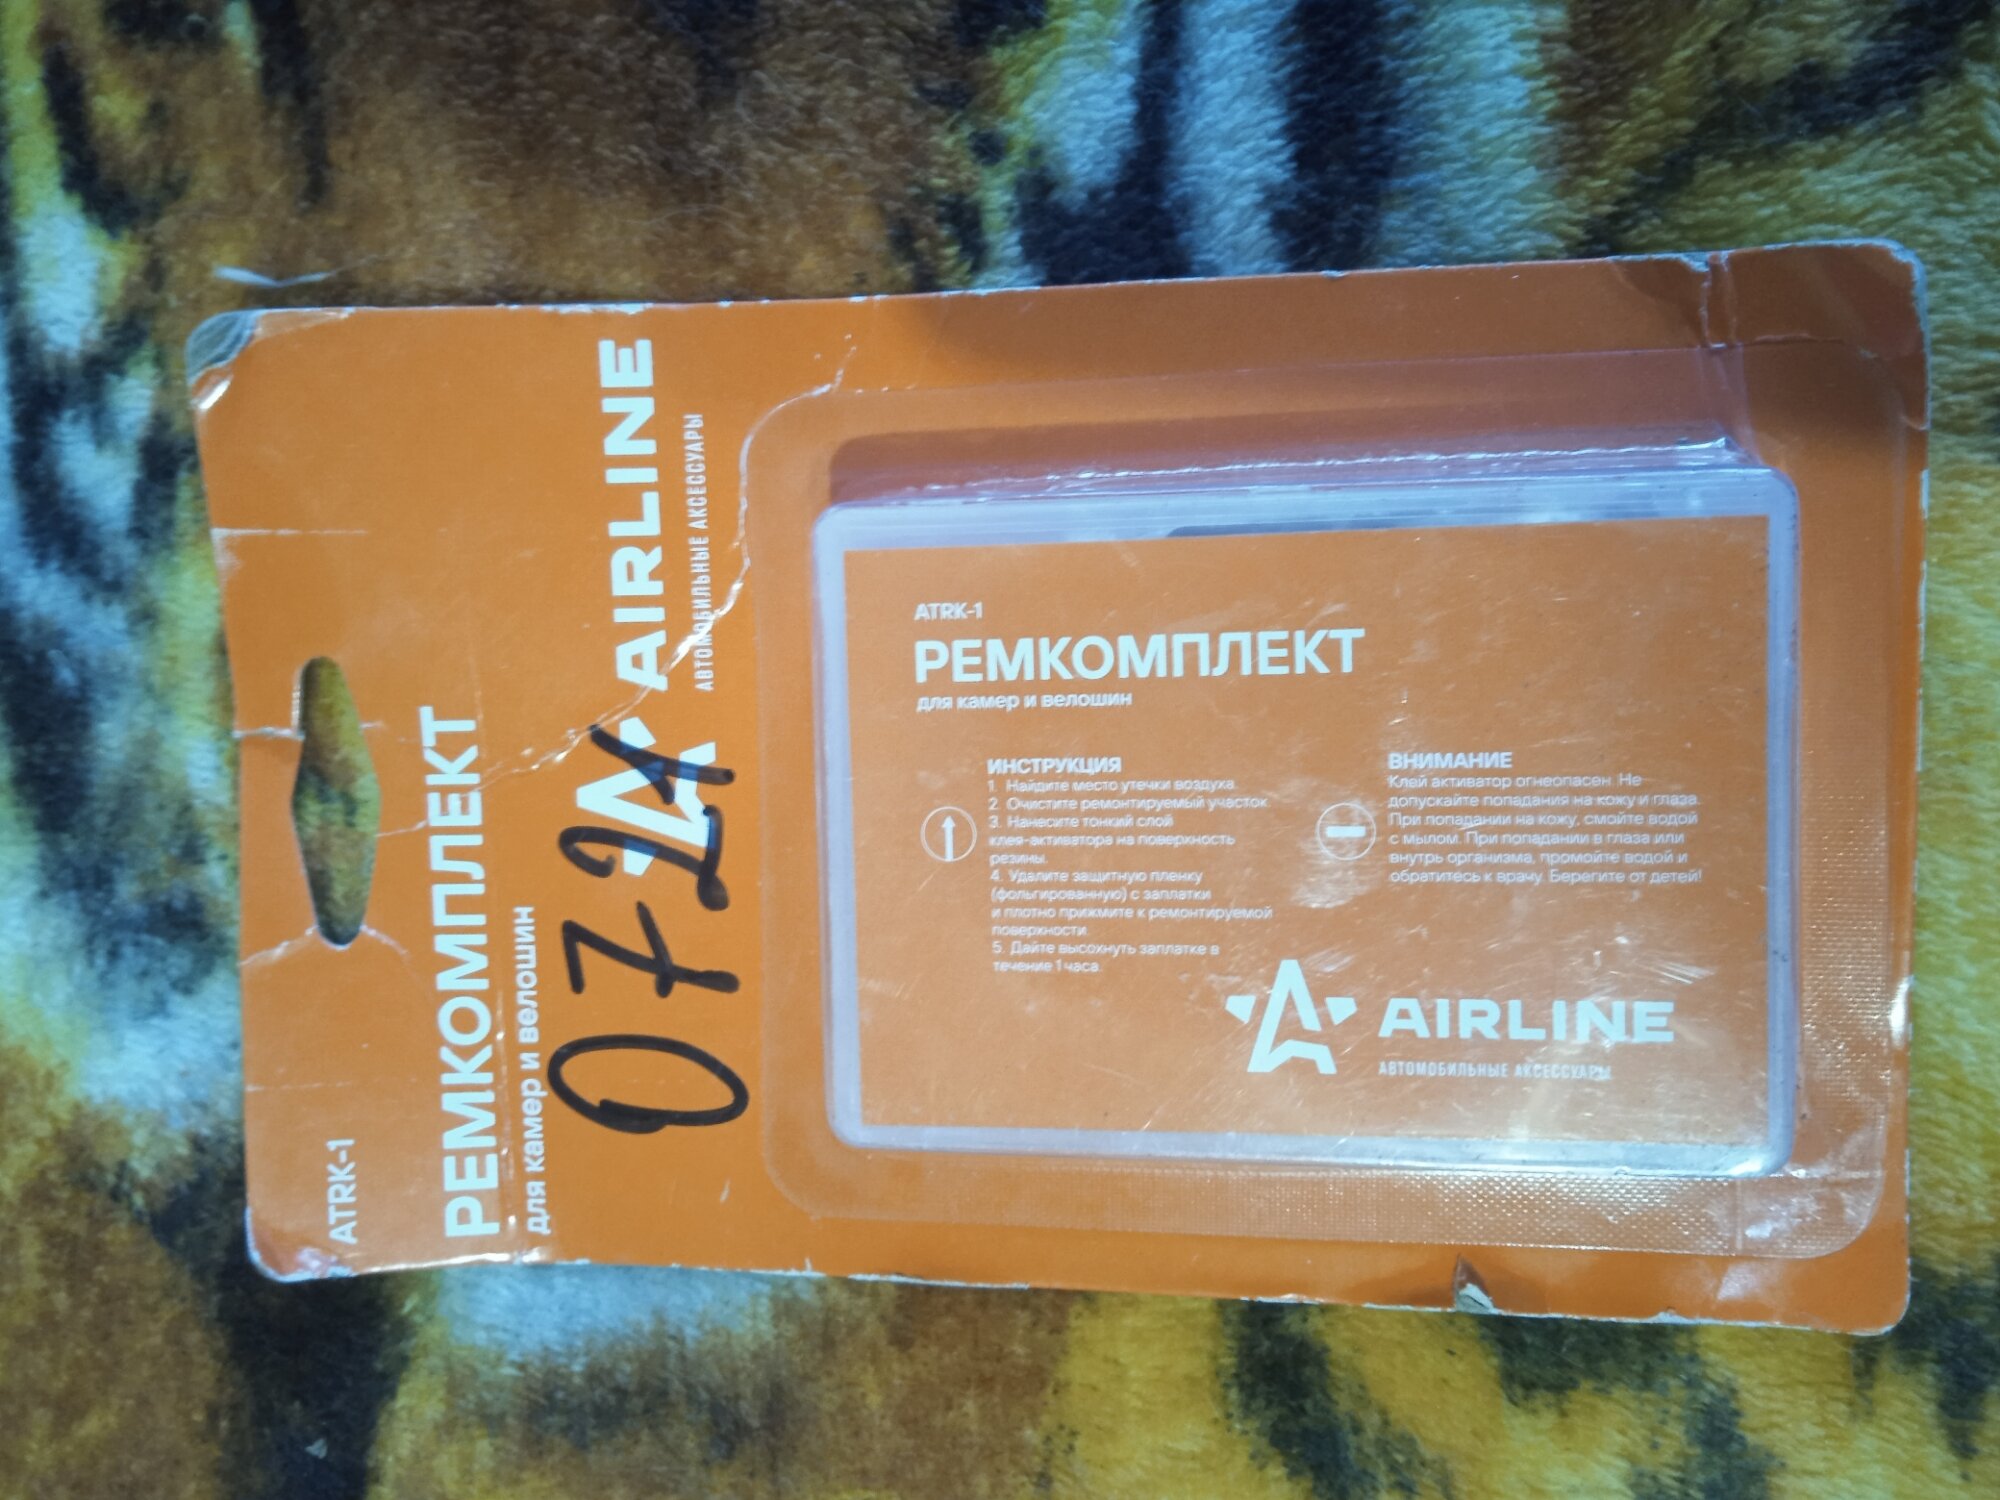 ATRK-1
РЕМКОМПЛЕКТ
для камер и велошин
AIRLINE
АВТОМОБИЛЬНЫЕ АКСЕССУАРЫ
0721
ATRK-1
РЕМКОМПЛЕКТ
для камер и велошин
ИНСТРУКЦИЯ
1. Найдите место утечки воздуха.
2. Очистите ремонтируемый участок
3. Нанесите тонкий слой
клея-активатора на поверхность
резины.
4. Удалите защитную пленку
(фольгированную) с заплатки
и плотно прижмите к ремонтируемой
поверхности.
5. Дайте высохнуть заплатке в
течение 1 часа.
ВНИМАНИЕ
Клей активатор огнеопасен. Не
допускайте попадания на кожу и глаза.
При попадании на кожу, смойте водой
с мылом. При попадании в глаза или
внутрь организма, промойте водой и
обратитесь к врачу. Берегите от детей!
AIRLINE
АВТОМОБИЛЬНЫЕ АКСЕССУАРЫ